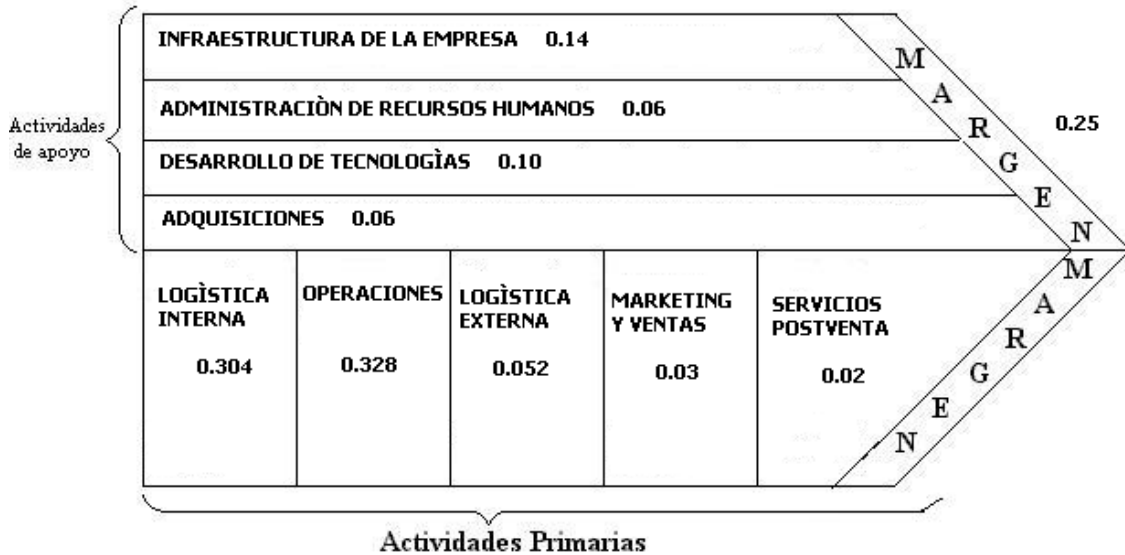 INFRAESTRUCTURA DE LA EMPRESA 0.14
ADMINISTRACIÒN DE RECURSOS HUMANOS 0.06
DESARROLLO DE TECNOLOGÌAS 0.10
ADQUISICIONES 0.06
Actividades
de apoyo
MARGEN
0.25
LOGÌSTICA
INTERNA
0.304
OPERACIONES
0.328
LOGÌSTICA
EXTERNA
0.052
MARKETING
Y VENTAS
0.03
SERVICIOS
POSTVENTA
0.02
MARGEN
Actividades Primarias